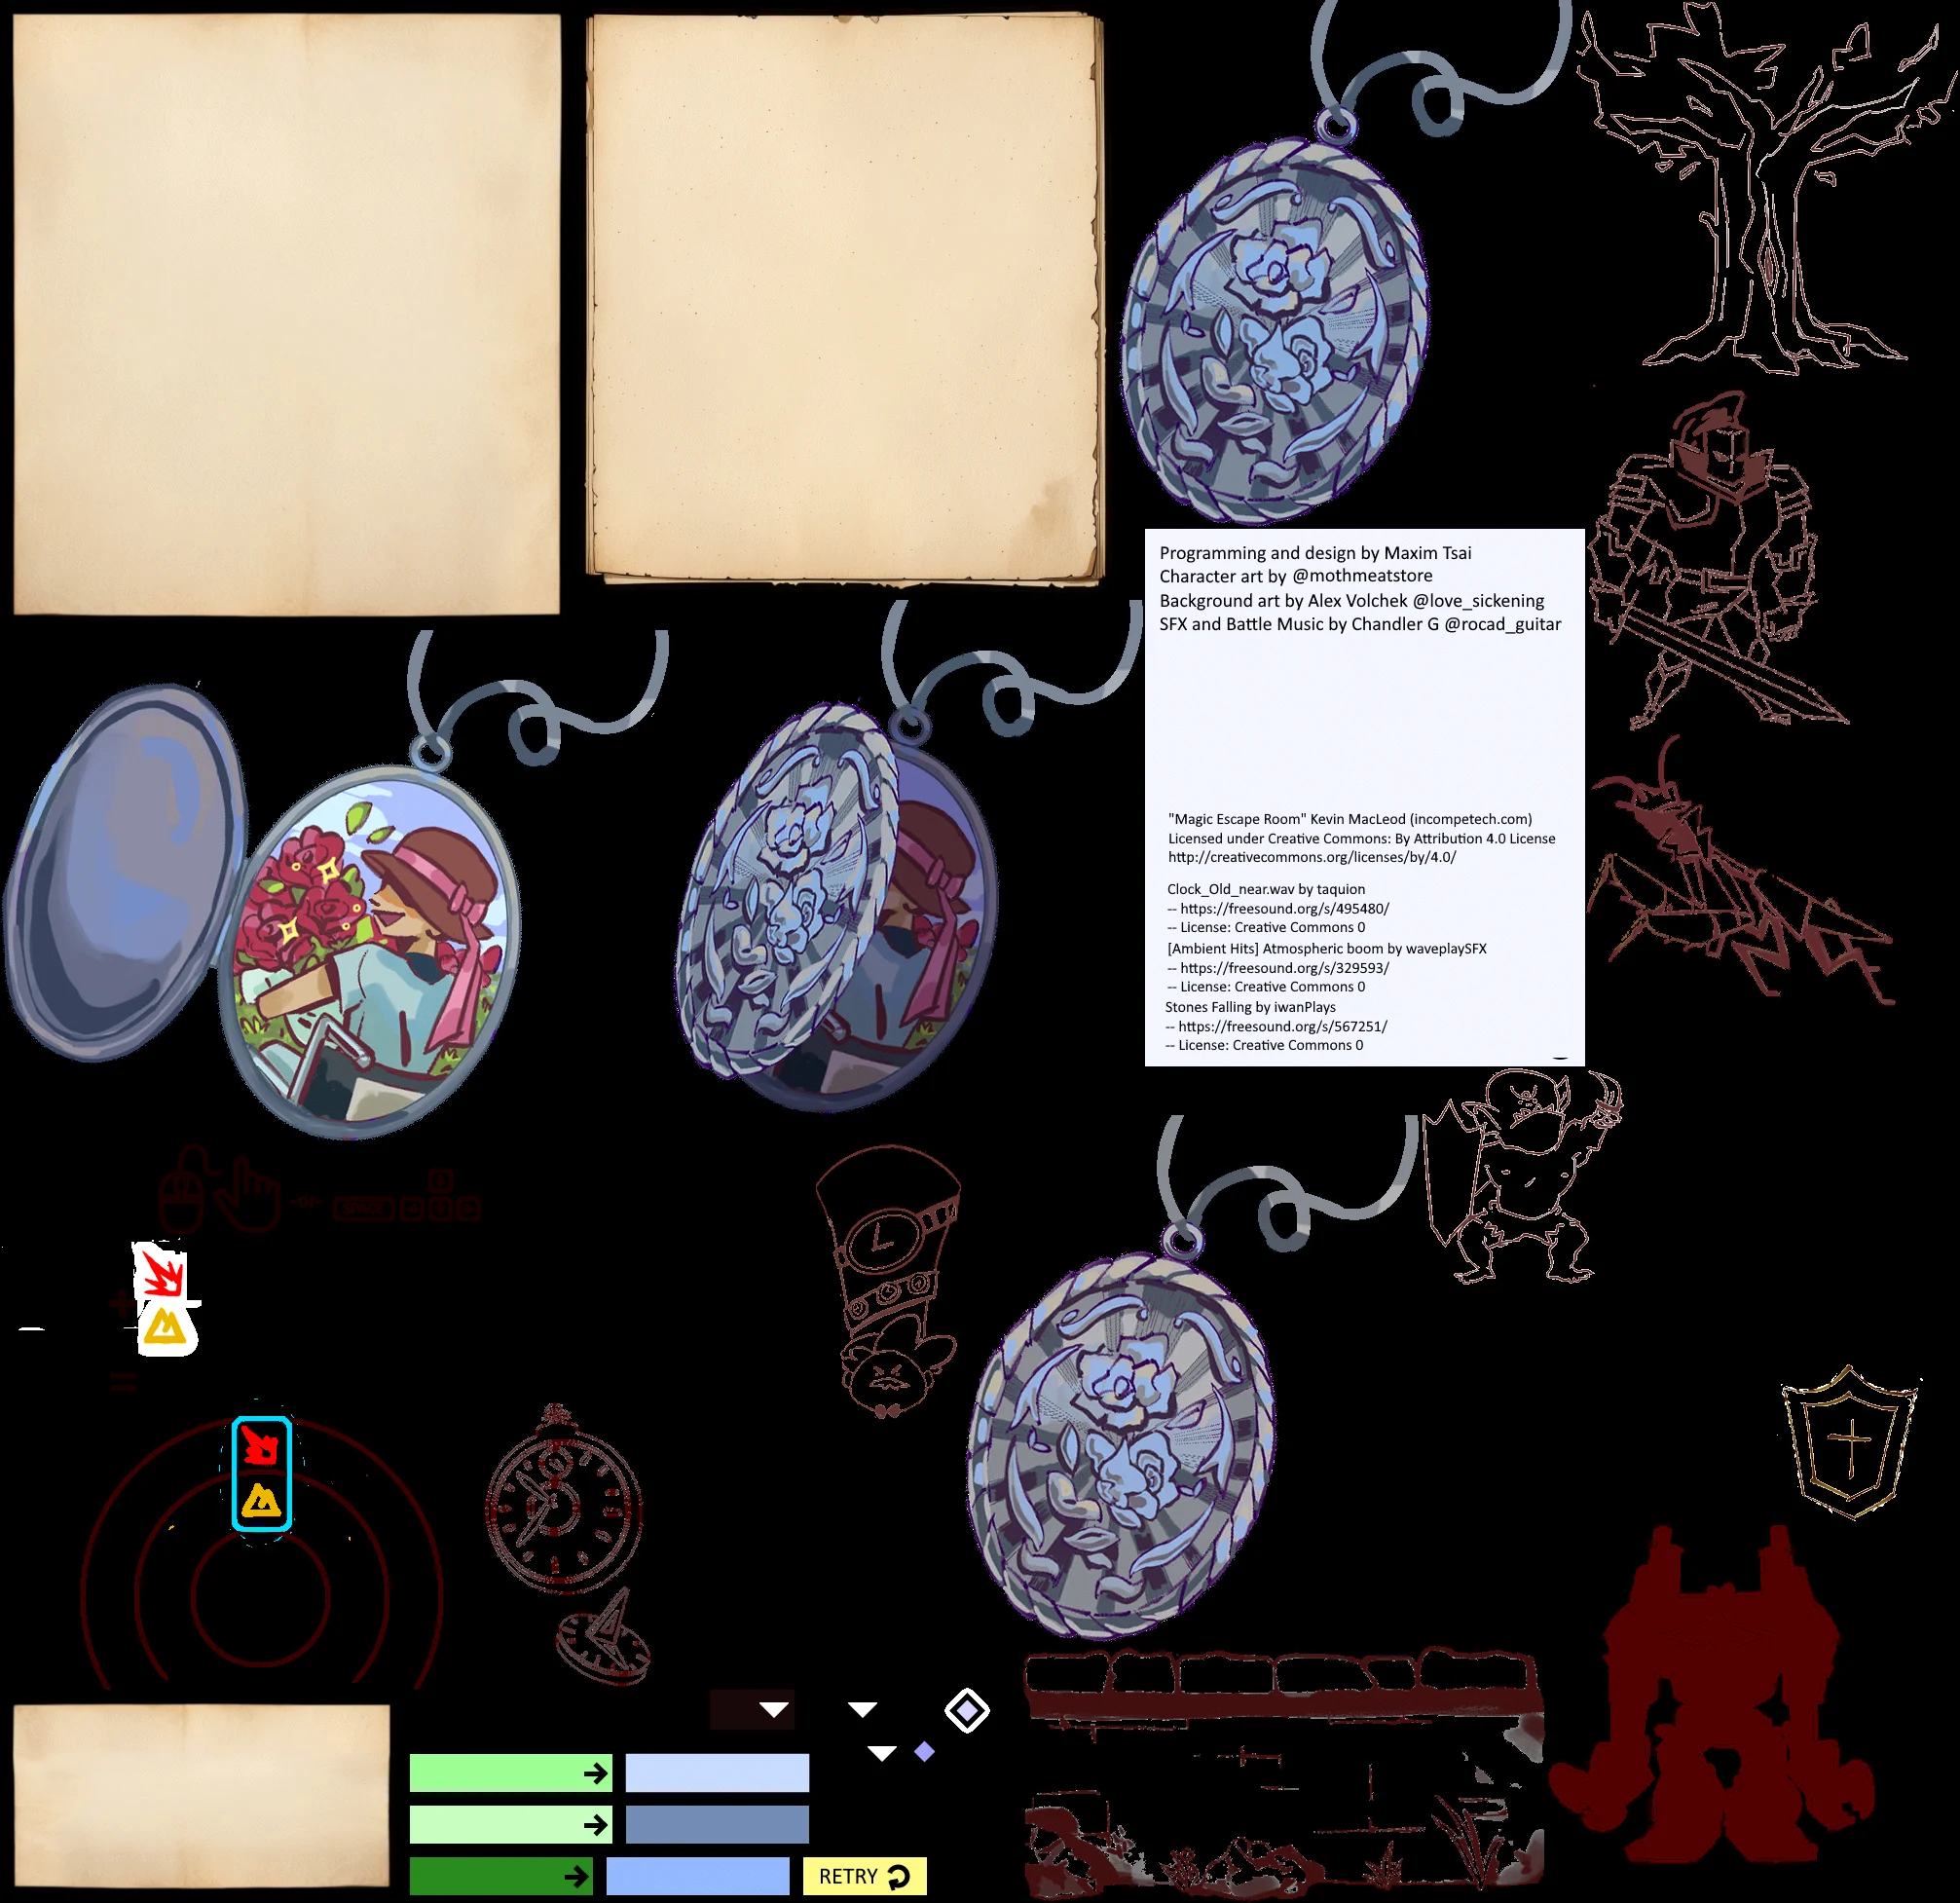 Programming and design by Maxim Tsai
Character art by @mothmeatstore
Background art by Alex Volchek @love_sickening
SFX and Battle Music by Chandler G @rocad_guitar
"Magic Escape Room" Kevin MacLeod (incompetech.com)
Licensed under Creative Commons: By Attribution 4.0 License
http://creativecommons.org/licenses/by/4.0/
Clock_Old_near.wav by taquion
-- https://freesound.org/s/495480/
-- License: Creative Commons 0
[Ambient Hits] Atmospheric boom by waveplaySFX
-- https://freesound.org/s/329593/
-- License: Creative Commons 0
Stones Falling by iwanPlays
-- https://freesound.org/s/567251/
-- License: Creative Commons 0
-or-
RETRY